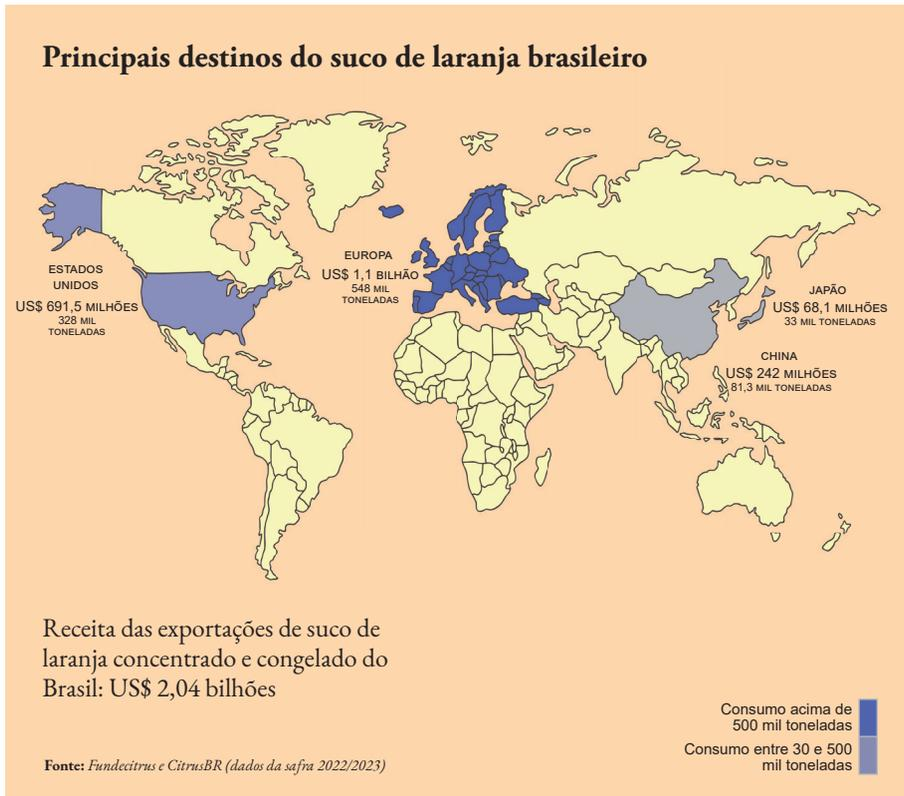 Principais destinos do suco de laranja brasileiro
ESTADOS
UNIDOS
US$ 691,5 MILHÕES
328 MIL
TONELADAS
EUROPA
US$ 1,1 BILHÃO
548 MIL
TONELADAS
JAPÃO
US$ 68,1 MILHÕES
33 MIL TONELADAS
CHINA
US$ 242 MILHÕES
81,3 MIL TONELADAS
Receita das exportações de suco de
laranja concentrado e congelado do
Brasil: US$ 2,04 bilhões
Consumo acima de
500 mil toneladas
Consumo entre 30 e 500
mil toneladas
Fonte: Fundecitrus e CitrusBR (dados da safra 2022/2023)